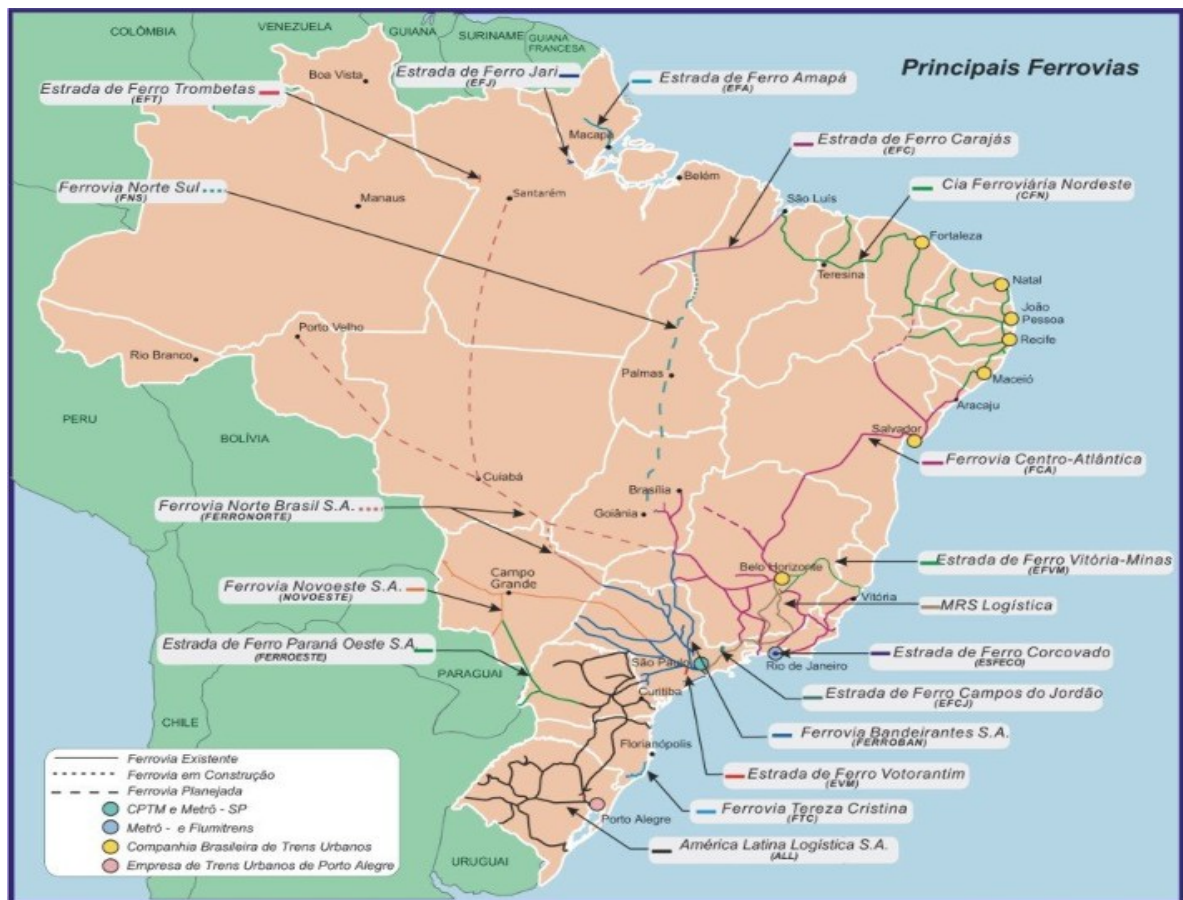 COLÔMBIA
VENEZUELA
GUIANA
SURINAME
GUIANA
FRANCESA
Principais Ferrovias
Boa Vista
Estrada de Ferro Jari
(EFJ)
Estrada de Ferro Amapá
(EFA)
Estrada de Ferro Trombetas
(EFT)
Macapá
Estrada de Ferro Carajás
(EFC)
Belém
Ferrovia Norte Sul
(FNS)
Santarém
Manaus
São Luís
Cia Ferroviária Nordeste
(CFN)
Fortaleza
Teresina
Natal
João
Pessoa
Recife
Porto Velho
Rio Branco
Palmas
Maceió
Aracaju
PERU
BOLÍVIA
Salvador
Ferrovia Centro-Atlântica
(FCA)
Cuiabá
Brasília
Goiânia
Ferrovia Norte Brasil S.A.
(FERRONORTE)
Belo Horizonte
Estrada de Ferro Vitória-Minas
(EFVM)
Campo
Grande
Ferrovia Novoeste S.A.
(NOVOESTE)
Vitória
MRS Logística
Estrada de Ferro Paraná Oeste S.A.
(FERROESTE)
PARAGUAI
São Paulo
Rio de Janeiro
Estrada de Ferro Corcovado
(ESFECO)
Curitiba
Estrada de Ferro Campos do Jordão
(EFCJ)
CHILE
Ferrovia Bandeirantes S.A.
(FERROBAN)
Florianópolis
Estrada de Ferro Votorantim
(EVM)
Ferrovia Tereza Cristina
(FTC)
Porto Alegre
América Latina Logística S.A.
(ALL)
URUGUAI
Ferrovia Existente
Ferrovia em Construção
Ferrovia Planejada
CPTM e Metrô - SP
Metrô - e Flumitrens
Companhia Brasileira de Trens Urbanos
Empresa de Trens Urbanos de Porto Alegre